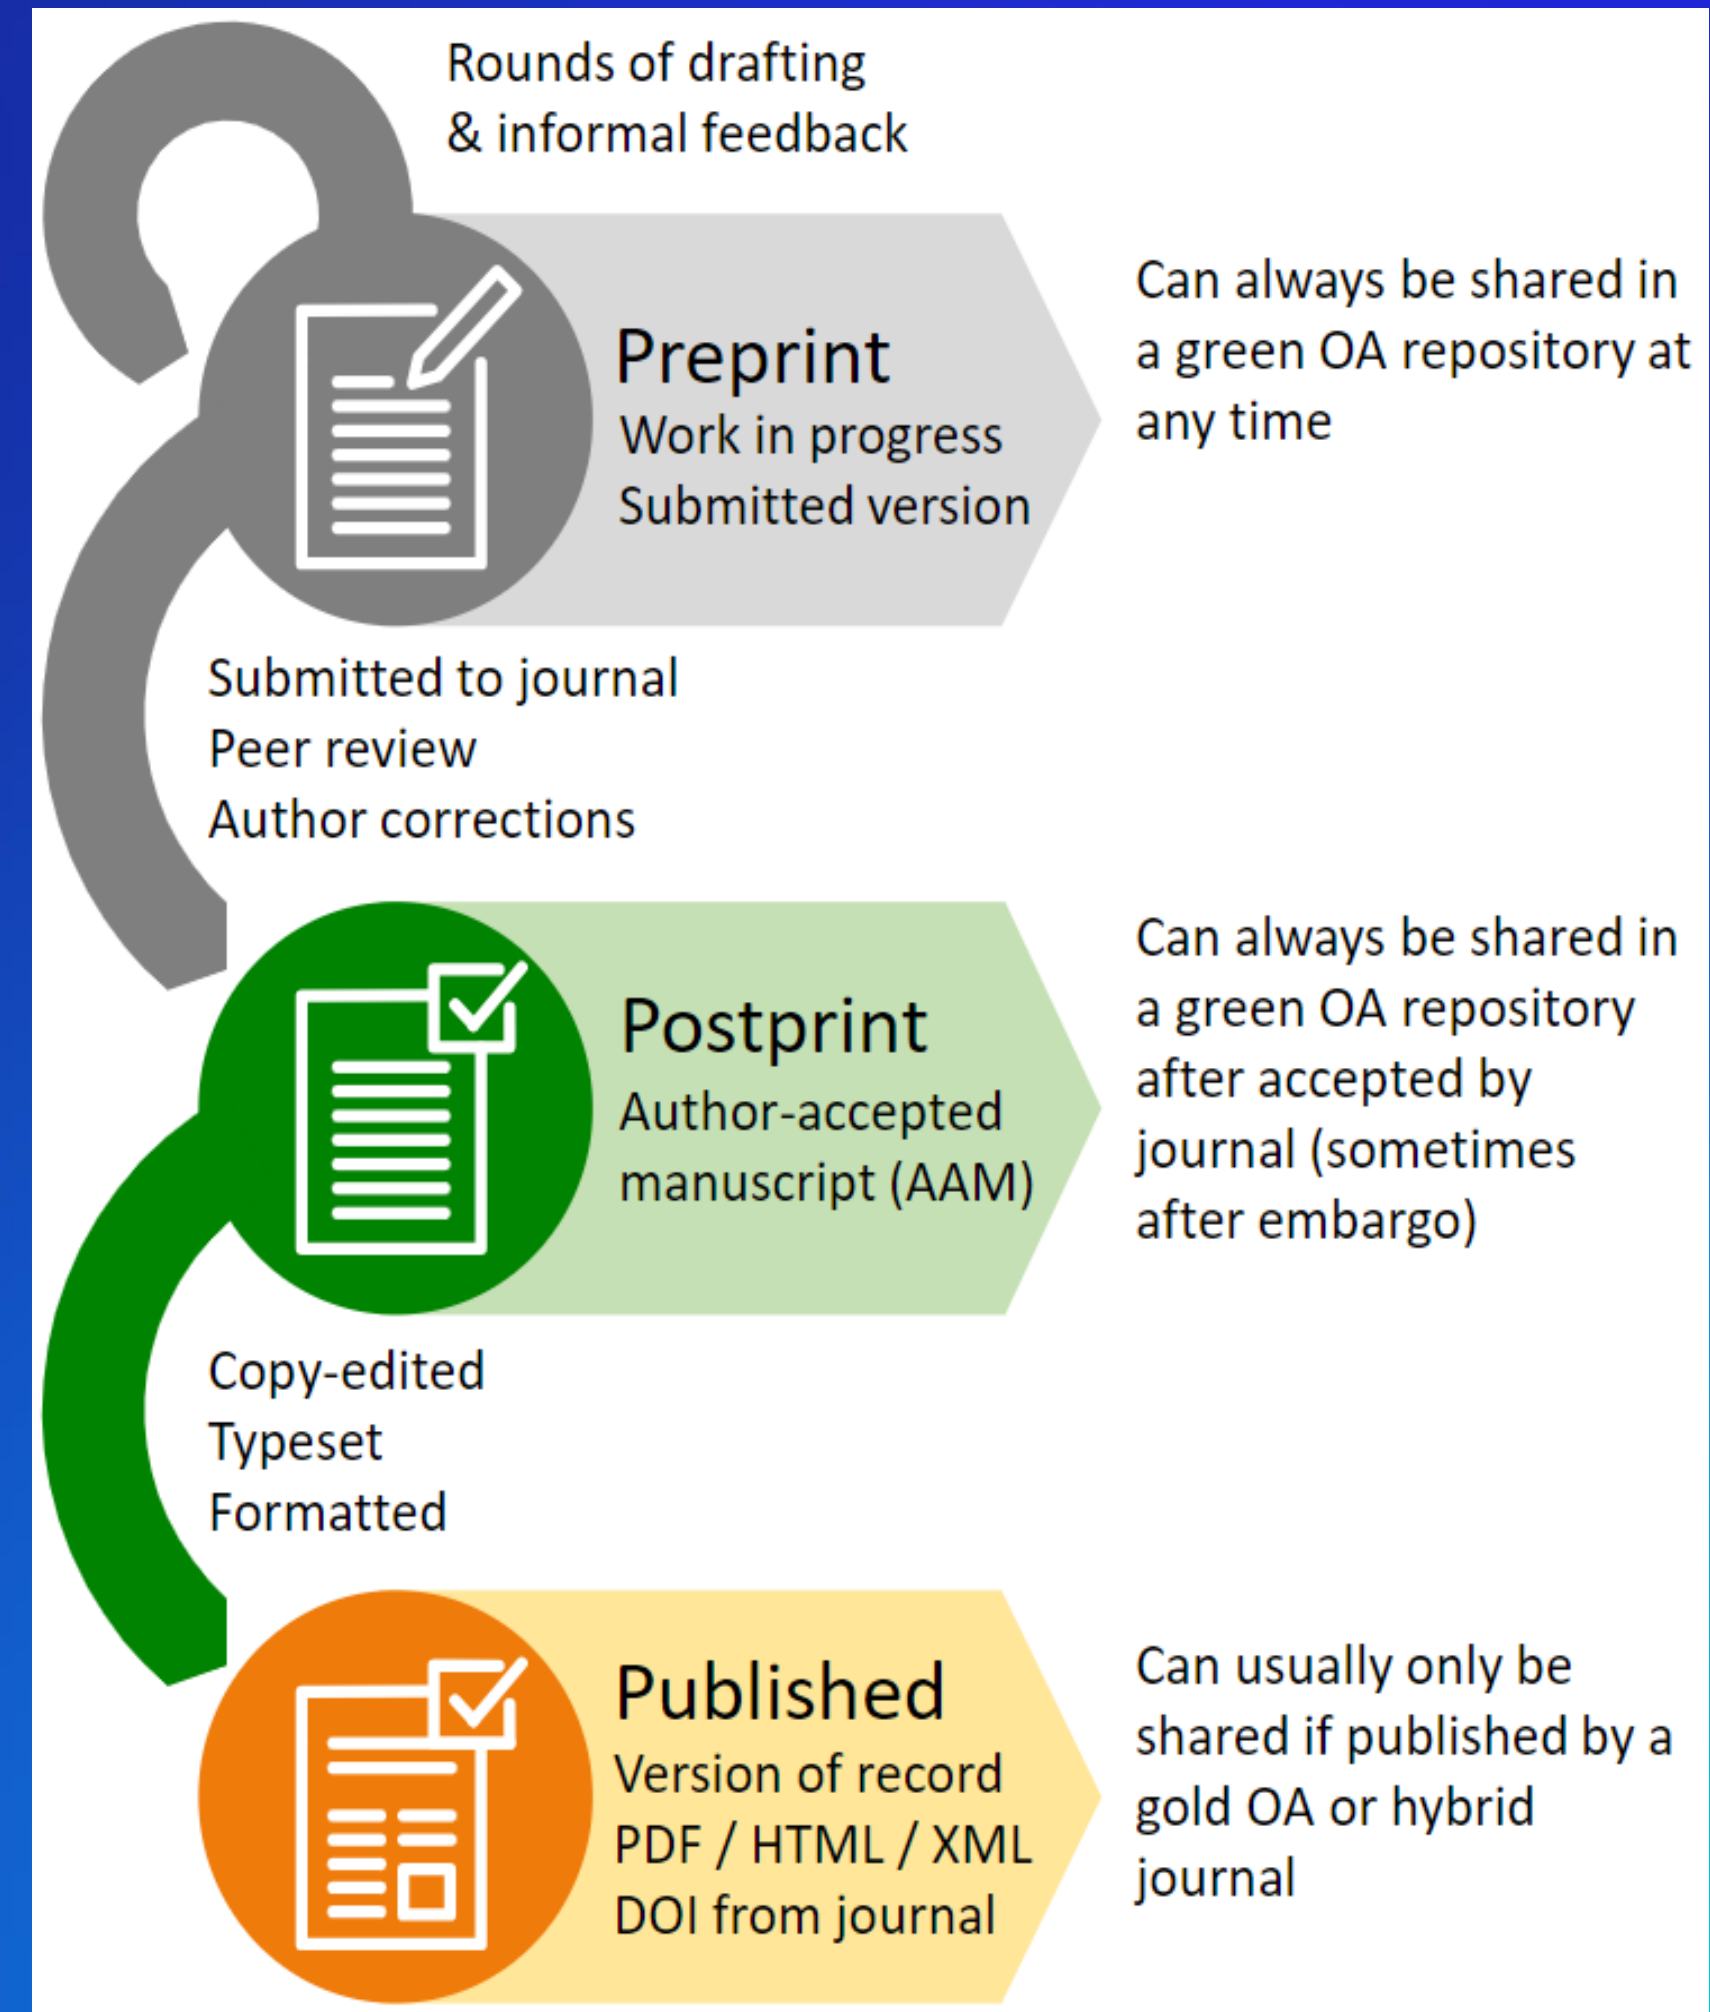 Rounds of drafting
& informal feedback
Preprint
Work in progress
Submitted version
Can always be shared in
a green OA repository at
any time
Submitted to journal
Peer review
Author corrections
Postprint
Author-accepted
manuscript (AAM)
Can always be shared in
a green OA repository
after accepted by
journal (sometimes
after embargo)
Copy-edited
Typeset
Formatted
Published
Version of record
PDF / HTML / XML
DOI from journal
Can usually only be
shared if published by a
gold OA or hybrid
journal